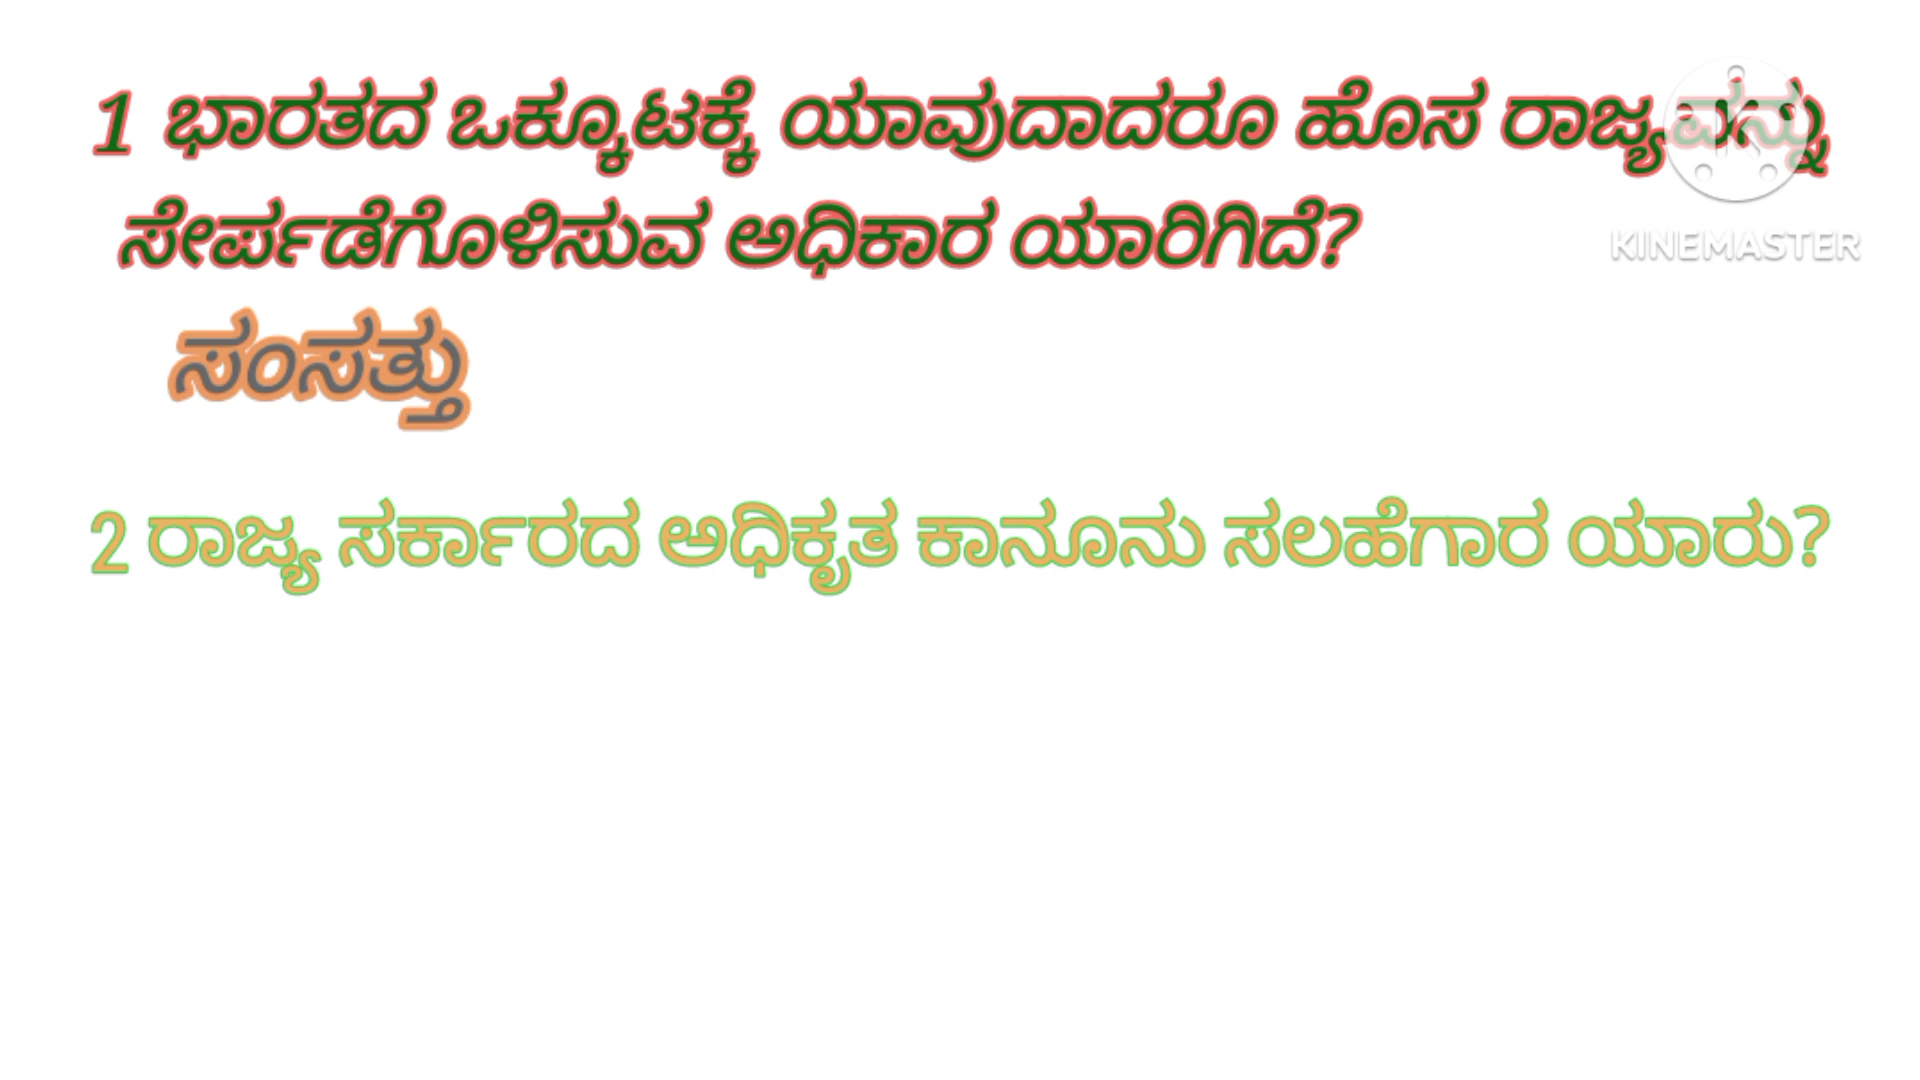 1 ಭಾರತದ ಒಕ್ಕೂಟಕ್ಕೆ ಯಾವುದಾದರೂ ಹೊಸ ರಾಜ್ಯವನ್ನು
ಸೇರ್ಪಡೆಗೊಳಿಸುವ ಅಧಿಕಾರ ಯಾರಿಗಿದೆ?
KINEMASTER
ಸಂಸತ್ತು
2 ರಾಜ್ಯ ಸರ್ಕಾರದ ಅಧಿಕೃತ ಕಾನೂನು ಸಲಹೆಗಾರ ಯಾರು?